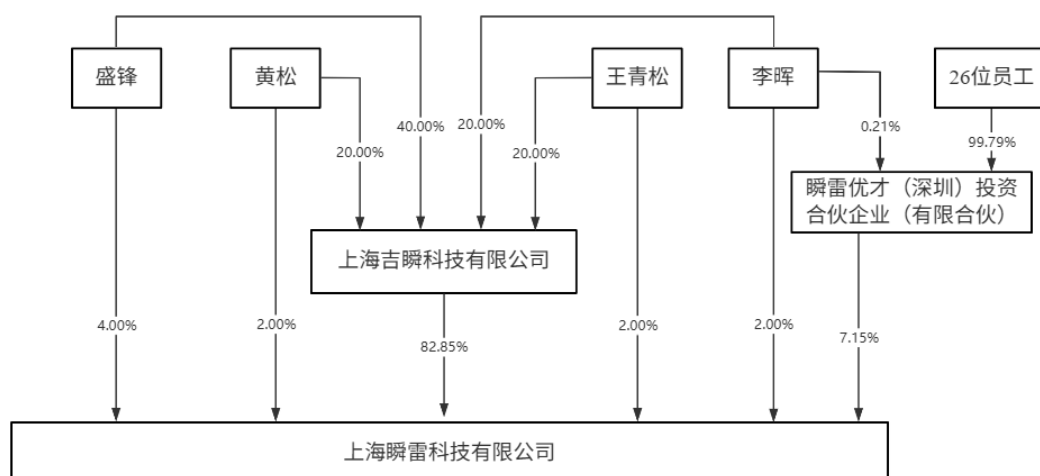 盛锋
黄松
王青松
李晖
26位员工
40.00%
20.00%
0.21%
99.79%
20.00%
20.00%
瞬雷优才（深圳）投资
合伙企业（有限合伙）
上海吉瞬科技有限公司
4.00%
2.00%
82.85%
2.00%
2.00%
7.15%
上海瞬雷科技有限公司